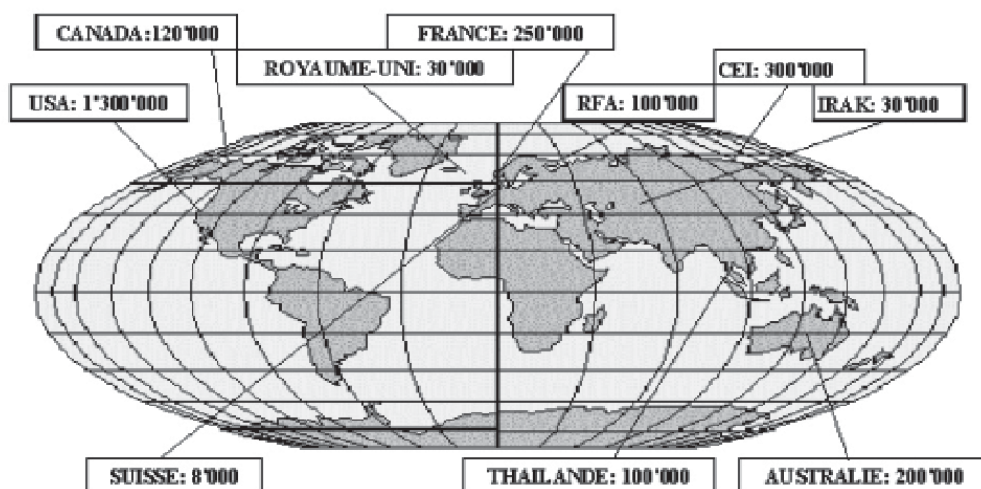 CANADA:120'000
FRANCE: 250'000
ROYAUME-UNI: 30'000
CEI: 300'000
USA: 1'300'000
RFA: 100'000
IRAK: 30'000
SUISSE: 8'000
THAILANDE: 100'000
AUSTRALIE: 200'000